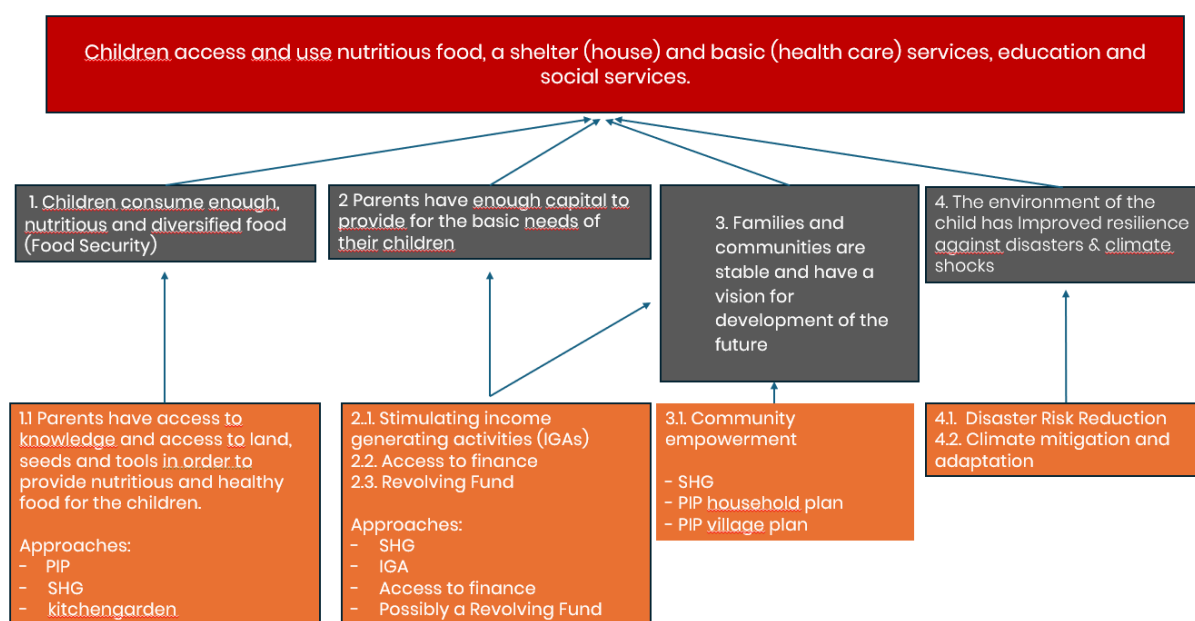 Children access and use nutritious food, a shelter (house) and basic (health care) services, education and
social services.
1. Children consume enough,
nutritious and diversified food
(Food Security)
2 Parents have enough capital to
provide for the basic needs of
their children
3. Families and
communities are
stable and have a
vision for
development of the
future
4. The environment of the
child has Improved resilience
against disasters & climate
shocks
1.1 Parents have access to
knowledge and access to land,
seeds and tools in order to
provide nutritious and healthy
food for the children.
Approaches:
- PIP
- SHG
- kitchengarden
2..1. Stimulating income
generating activities (IGAs)
2.2. Access to finance
2.3. Revolving Fund
Approaches:
- SHG
- IGA
- Access to finance
- Possibly a Revolving Fund
3.1. Community
empowerment
- SHG
- PIP household plan
- PIP village plan
4.1. Disaster Risk Reduction
4.2. Climate mitigation and
adaptation